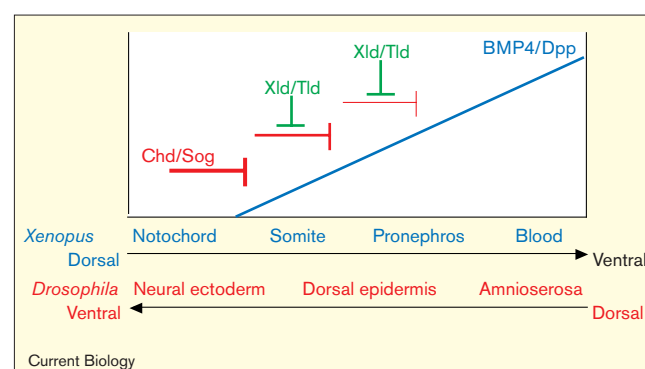 BMP4/Dpp
Xld/Tld
Xld/Tld
Chd/Sog
Xenopus Notochord Somite Pronephros Blood
Dorsal Ventral
Drosophila Neural ectoderm Dorsal epidermis Amnioserosa
Ventral Dorsal
Current Biology